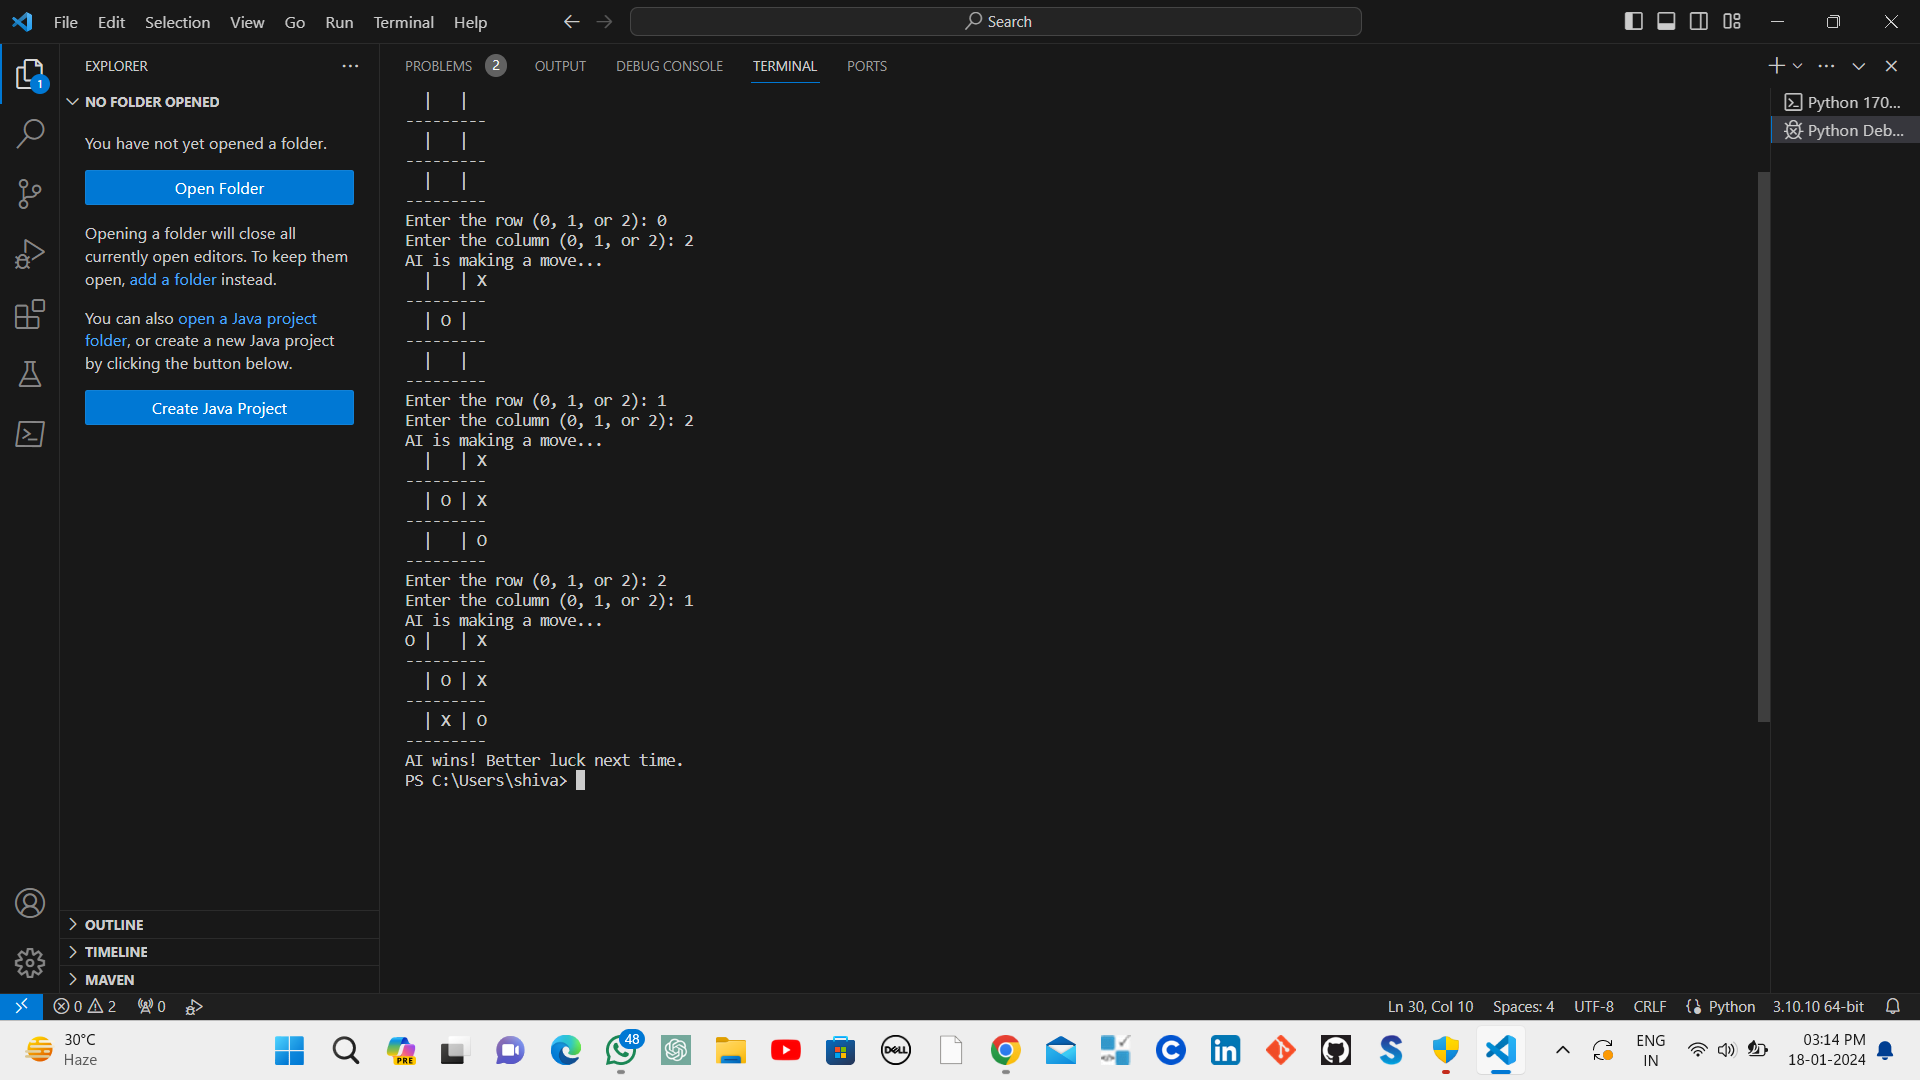 File Edit Selection View Go Run Terminal Help
Search
EXPLORER
1
NO FOLDER OPENED
You have not yet opened a folder.
Open Folder
Opening a folder will close all
currently open editors. To keep them
open, add a folder instead.
You can also open a Java project
folder, or create a new Java project
by clicking the button below.
Create Java Project
OUTLINE
TIMELINE
MAVEN
PROBLEMS 2 OUTPUT DEBUG CONSOLE TERMINAL PORTS
  |   |
---------
  |   |
---------
  |   |
---------
Enter the row (0, 1, or 2): 0
Enter the column (0, 1, or 2): 2
AI is making a move...
  |   | X
---------
  | O |
---------
  |   |
---------
Enter the row (0, 1, or 2): 1
Enter the column (0, 1, or 2): 2
AI is making a move...
  |   | X
---------
  | O | X
---------
  |   | O
---------
Enter the row (0, 1, or 2): 2
Enter the column (0, 1, or 2): 1
AI is making a move...
O |   | X
---------
  | O | X
---------
  | X | O
---------
AI wins! Better luck next time.
PS C:\Users\shiva>
Python 170...
Python Deb...
0 2 0 Ln 30, Col 10 Spaces: 4 UTF-8 CRLF Python 3.10.10 64-bit
30°C
Haze
PRE
48
DELL
ENG
IN
03:14 PM
18-01-2024